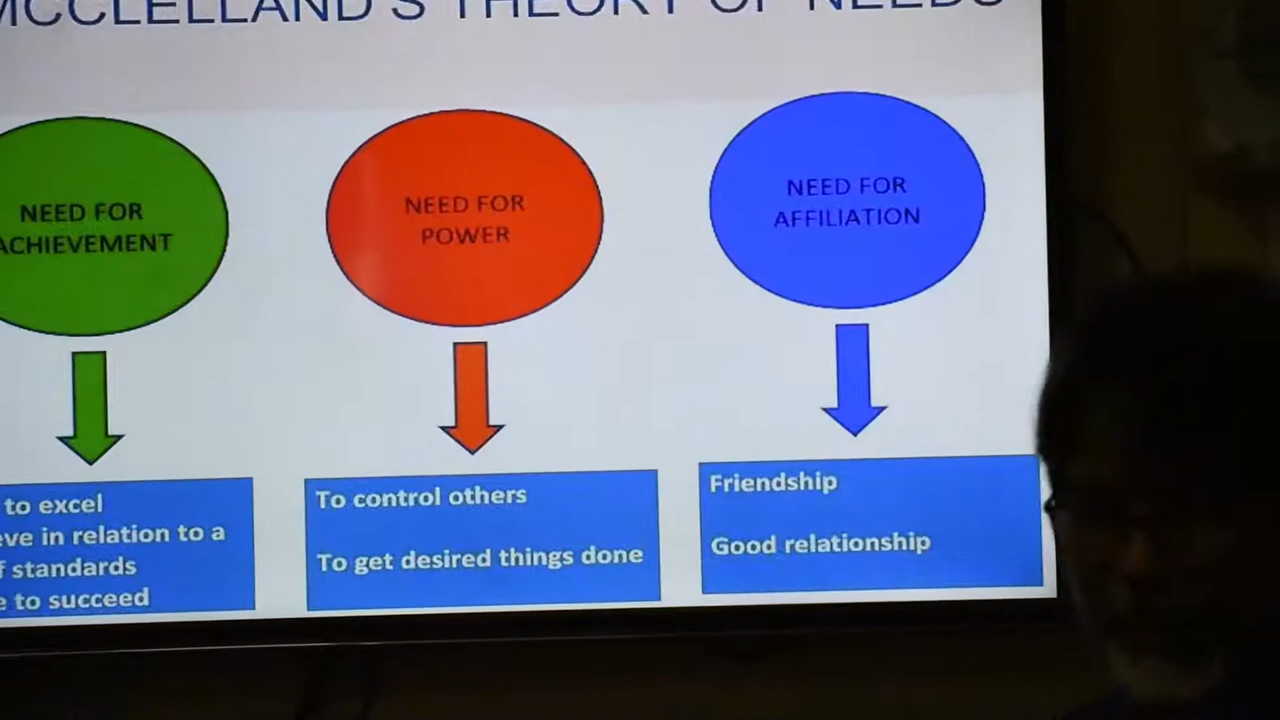 MCCLELLAND'S THEORY OF NEEDS
NEED FOR
ACHIEVEMENT
NEED FOR
POWER
NEED FOR
AFFILIATION
to excel
eve in relation to a
f standards
e to succeed
To control others
To get desired things done
Friendship
Good relationship